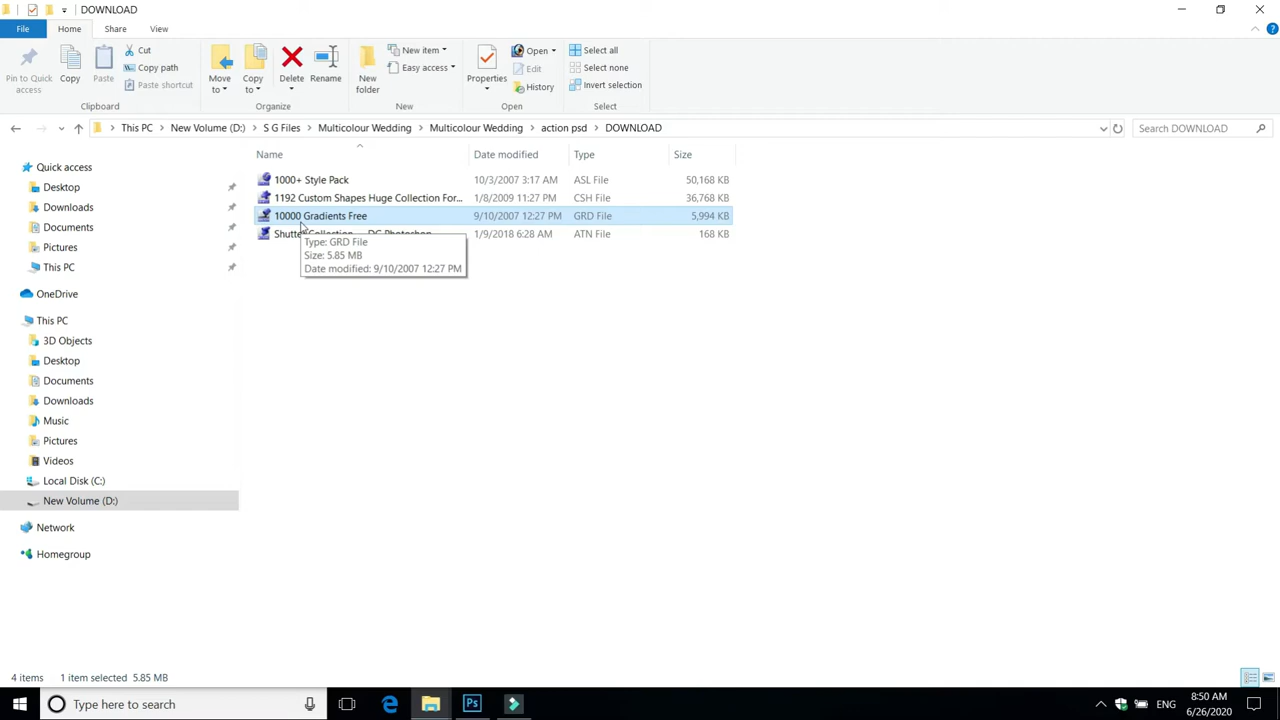 DOWNLOAD
File
Home
Share
View
Pin to Quick access
Copy
Paste
Cut
Copy path
Paste shortcut
Clipboard
Move to
Copy to
Delete
Rename
Organize
New folder
New item
Easy access
New
Properties
Open
Edit
History
Open
Select all
Select none
Invert selection
Select
This PC > New Volume (D:) > S G Files > Multicolour Wedding > Multicolour Wedding > action psd > DOWNLOAD
Search DOWNLOAD
Name Date modified Type Size
1000+ Style Pack 10/3/2007 3:17 AM ASL File 50,168 KB
1192 Custom Shapes Huge Collection For... 1/8/2009 11:27 PM CSH File 36,768 KB
10000 Gradients Free 9/10/2007 12:27 PM GRD File 5,994 KB
1/9/2018 6:28 AM ATN File 168 KB
Type: GRD File
Size: 5.85 MB
Date modified: 9/10/2007 12:27 PM
Quick access
Desktop
Downloads
Documents
Pictures
This PC
OneDrive
This PC
3D Objects
Desktop
Documents
Downloads
Music
Pictures
Videos
Local Disk (C:)
New Volume (D:)
Network
Homegroup
4 items 1 item selected 5.85 MB
Type here to search
Ps
8:50 AM
6/26/2020